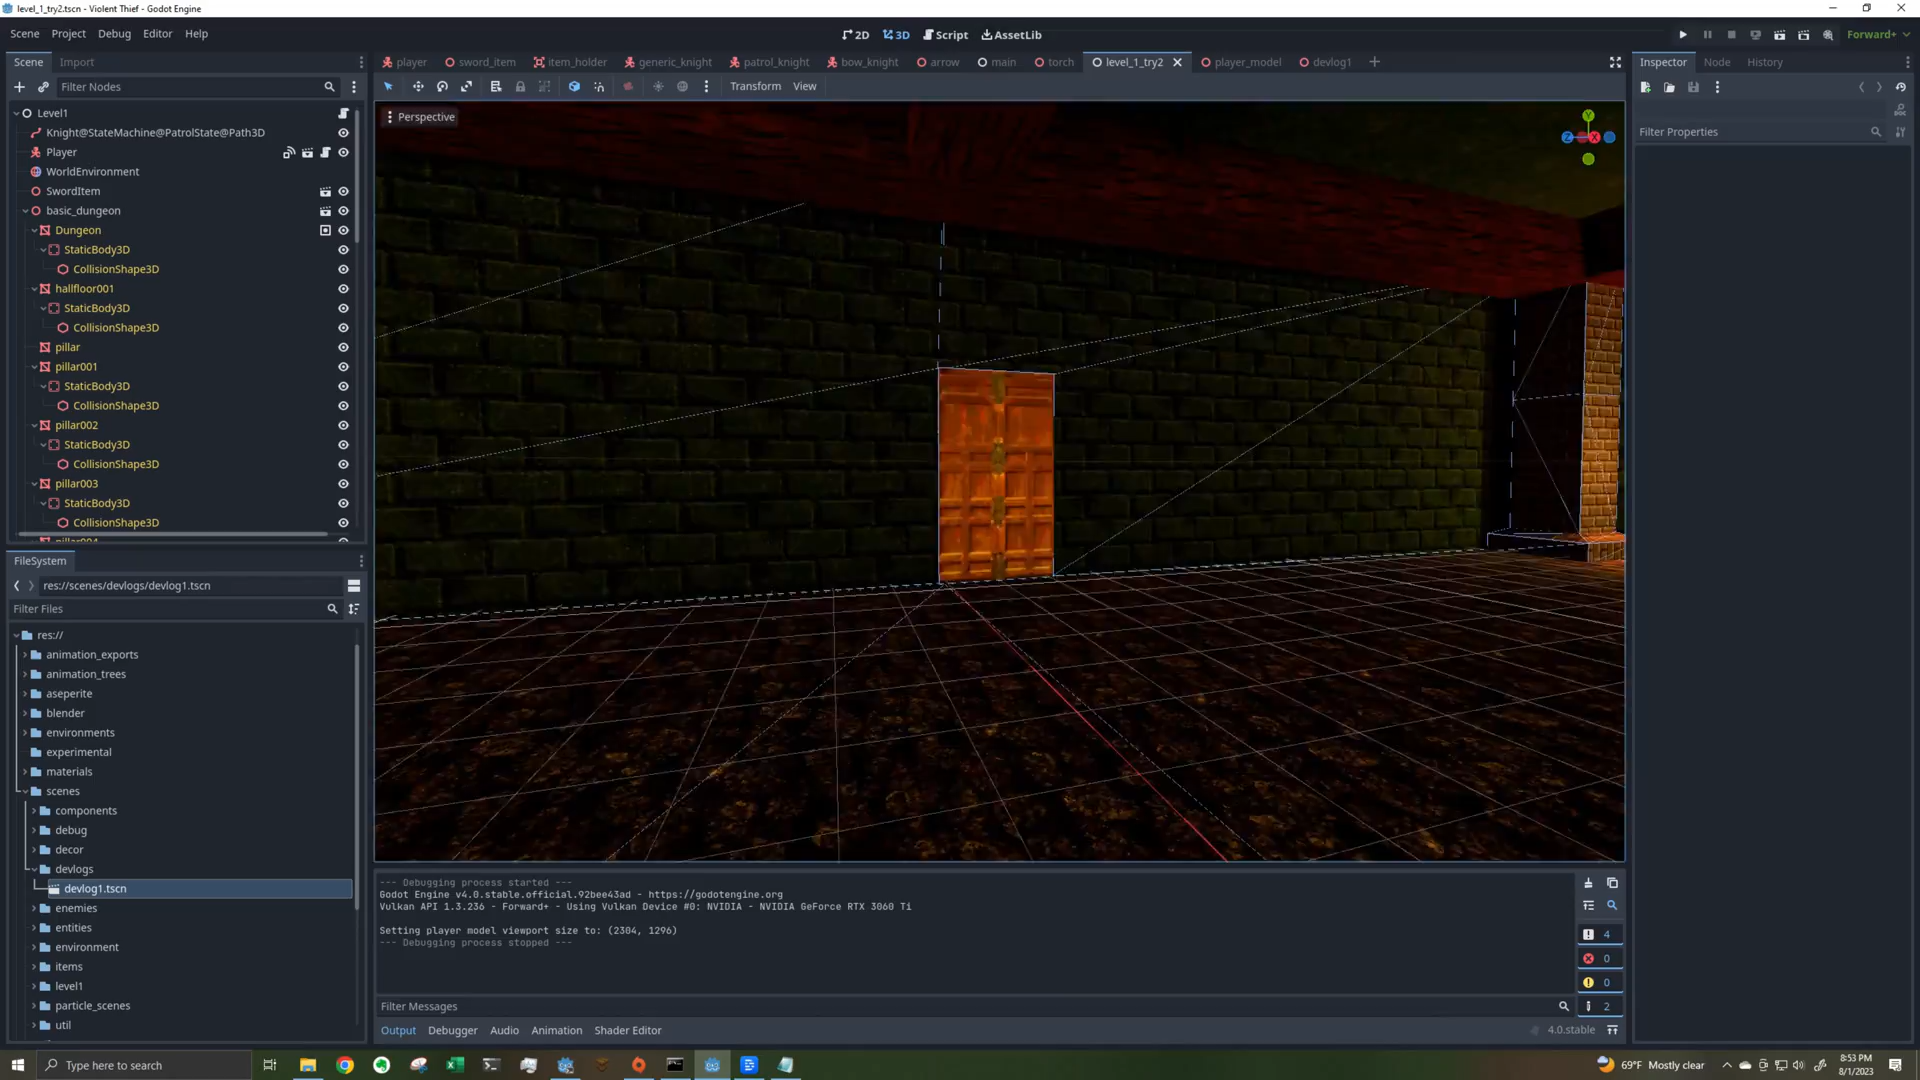 level_1_try2.tscn - Violent Thief - Godot Engine
Scene Project Debug Editor Help
2D 3D Script AssetLib
Forward+
Scene Import
player sword_item item_holder generic_knight patrol_knight bow_knight arrow main torch level_1_try2 player_model devlog1
Inspector Node History
Filter Nodes
Transform View
Perspective
Y
Z X
Filter Properties
Level1
Knight@StateMachine@PatrolState@Path3D
Player
WorldEnvironment
SwordItem
basic_dungeon
Dungeon
StaticBody3D
CollisionShape3D
hallfloor001
StaticBody3D
CollisionShape3D
pillar
pillar001
StaticBody3D
CollisionShape3D
pillar002
StaticBody3D
CollisionShape3D
pillar003
StaticBody3D
CollisionShape3D
FileSystem
res://scenes/devlogs/devlog1.tscn
Filter Files
res://
animation_exports
animation_trees
aseperite
blender
environments
experimental
materials
scenes
components
debug
decor
devlogs
devlog1.tscn
enemies
entities
environment
items
level1
particle_scenes
util
--- Debugging process started ---
Godot Engine v4.0.stable.official.92bee43ad - https://godotengine.org
Vulkan API 1.3.236 - Forward+ - Using Vulkan Device #0: NVIDIA - NVIDIA GeForce RTX 3060 Ti
Setting player model viewport size to: (2304, 1296)
--- Debugging process stopped ---
4
0
0
2
Filter Messages
Output Debugger Audio Animation Shader Editor
4.0.stable
Type here to search
69°F Mostly clear
8:53 PM
8/1/2023